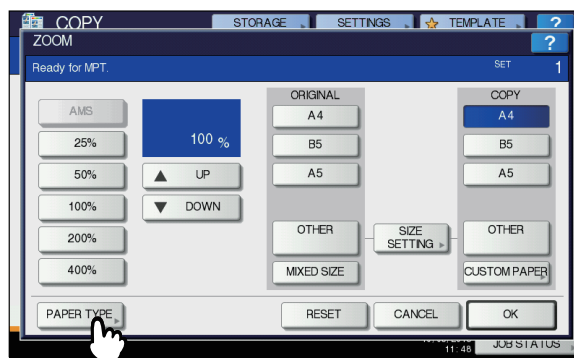 COPY STORAGE SETTINGS TEMPLATE ?
ZOOM ?
Ready for MPT. SET 1
ORIGINAL COPY
AMS A4 A4
25% 100 % B5 B5
50% UP A5 A5
100% DOWN
200% OTHER SIZE SETTING OTHER
400% MIXED SIZE CUSTOM PAPER
PAPER TYPE RESET CANCEL OK
11:48 JOB STATUS